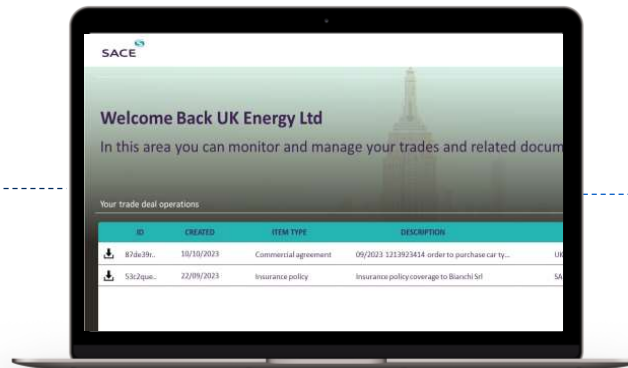 SACE
Welcome Back UK Energy Ltd
In this area you can monitor and manage your trades and related docum
Your trade deal operations
ID CREATED ITEM TYPE DESCRIPTION
87de39r.. 10/10/2023 Commercial agreement 09/2023 1213923414 order to purchase car ty... UK
53c2que.: 22/09/2023 Insurance policy Insurance policy coverage to Bianchi Srl SA